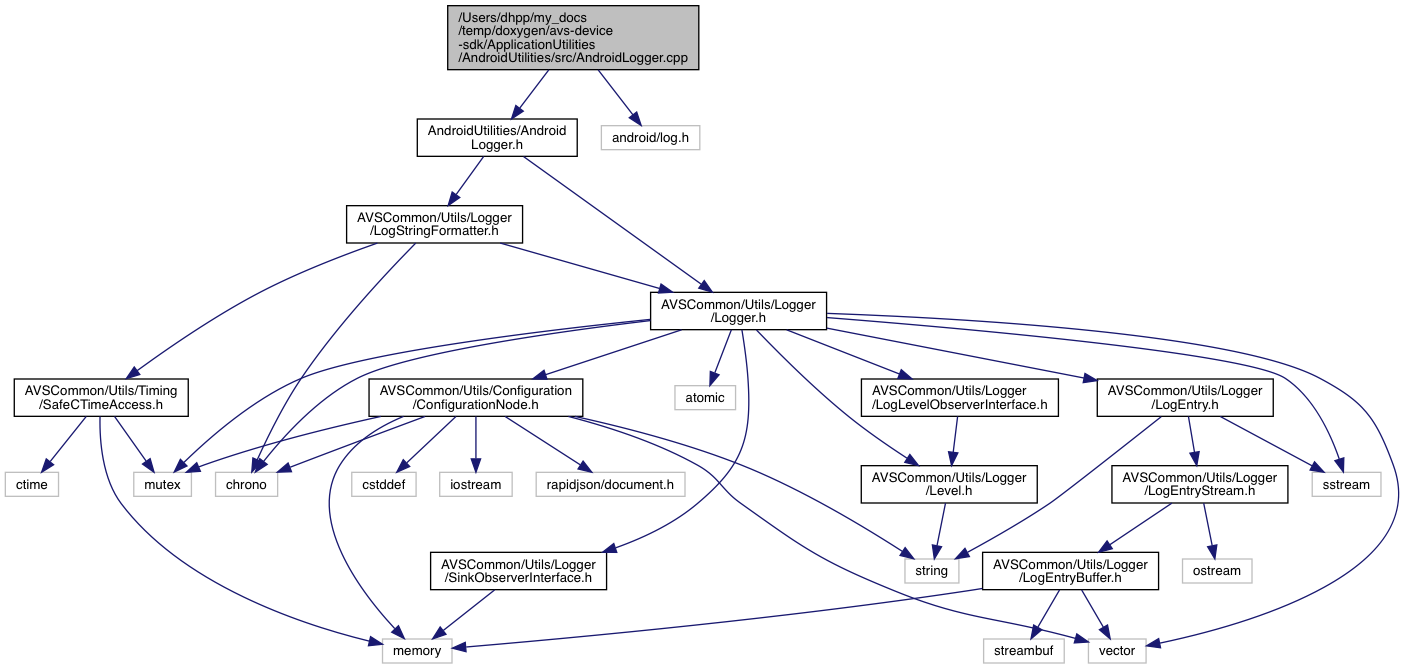 /Users/dhpp/my_docs
/temp/doxygen/avs-device
-sdk/ApplicationUtilities
/AndroidUtilities/src/AndroidLogger.cpp
AndroidUtilities/Android
Logger.h
android/log.h
AVSCommon/Utils/Logger
/LogStringFormatter.h
AVSCommon/Utils/Logger
/Logger.h
AVSCommon/Utils/Timing
/SafeCTimeAccess.h
AVSCommon/Utils/Configuration
/ConfigurationNode.h
atomic
AVSCommon/Utils/Logger
/LogLevelObserverInterface.h
AVSCommon/Utils/Logger
/LogEntry.h
ctime
mutex
chrono
cstddef
iostream
rapidjson/document.h
AVSCommon/Utils/Logger
/Level.h
AVSCommon/Utils/Logger
/LogEntryStream.h
sstream
AVSCommon/Utils/Logger
/SinkObserverInterface.h
string
AVSCommon/Utils/Logger
/LogEntryBuffer.h
ostream
memory
streambuf
vector